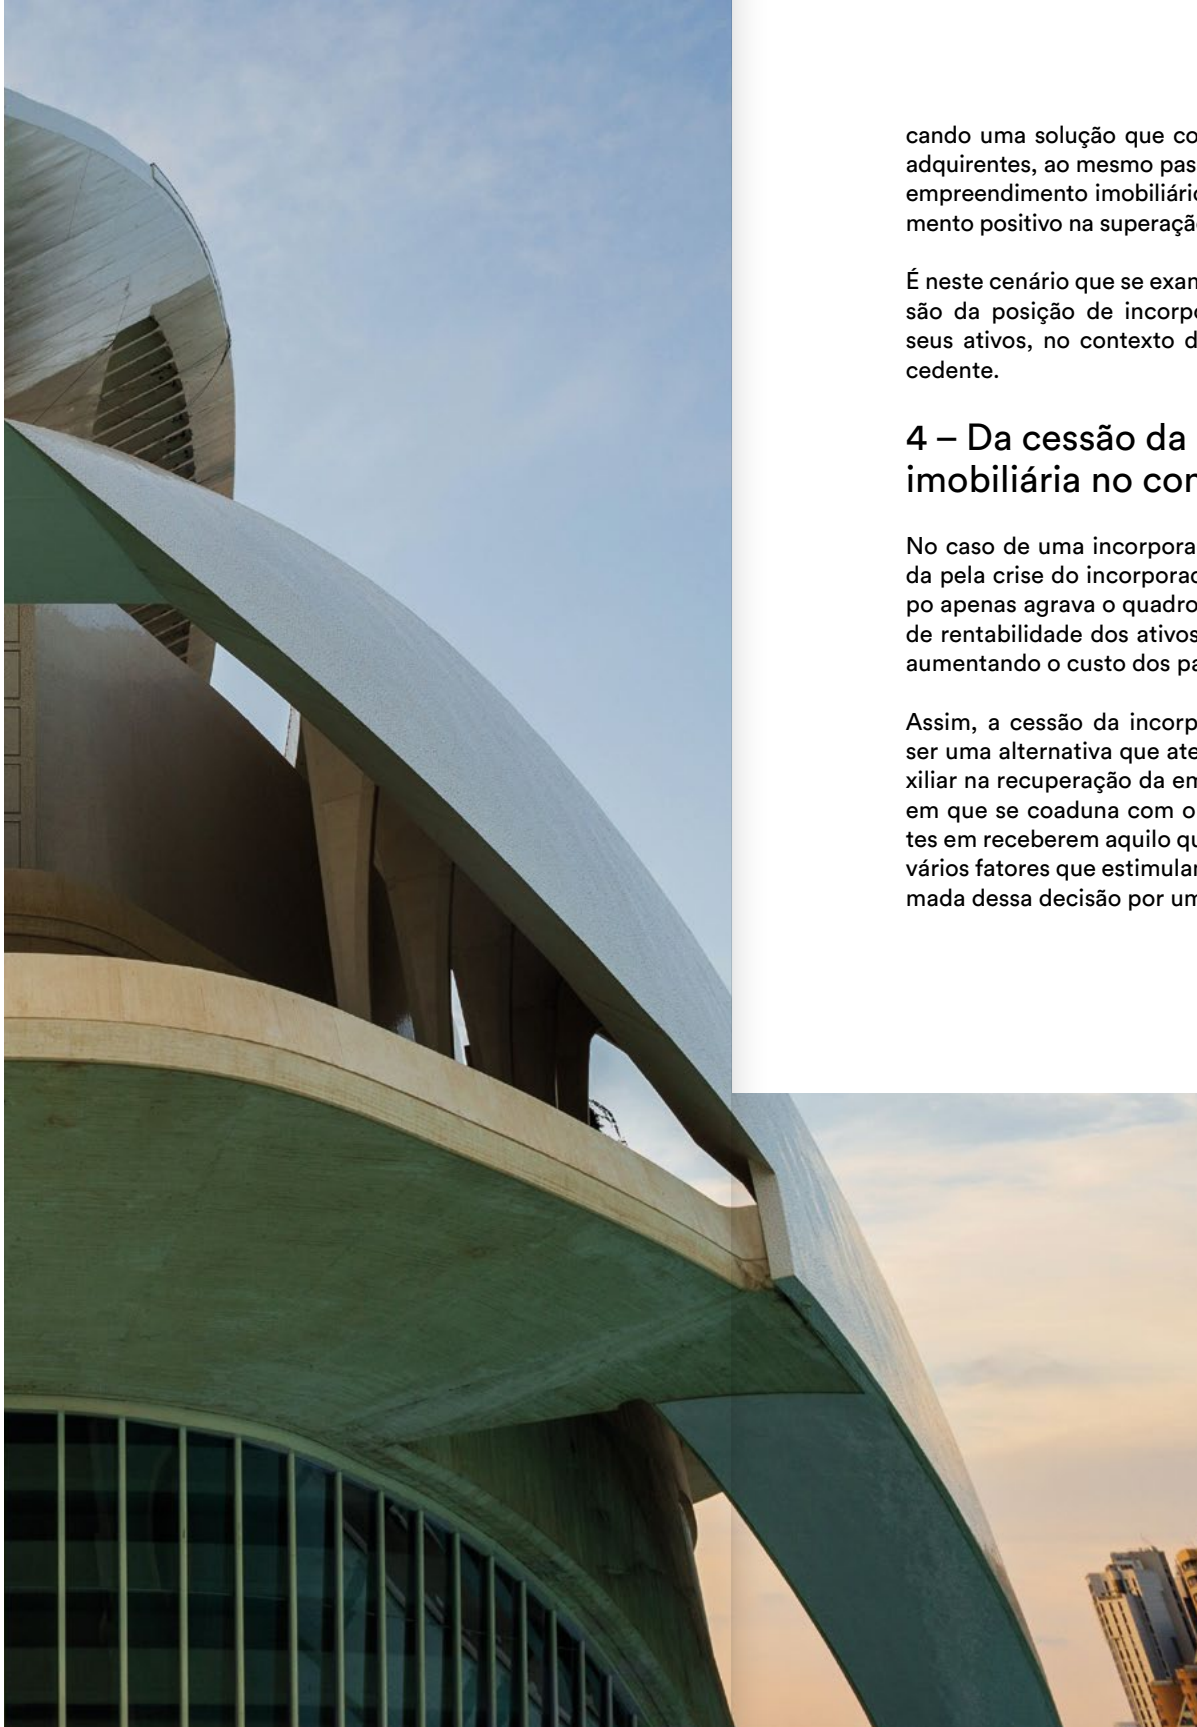 cando uma solução que co
adquirentes, ao mesmo pas
empreendimento imobiliári
mento positivo na superaçã
É neste cenário que se exa
são da posição de incorp
seus ativos, no contexto d
cedente.
4 – Da cessão da
imobiliária no con
No caso de uma incorpora
da pela crise do incorporad
po apenas agrava o quadro
de rentabilidade dos ativos
aumentando o custo dos pa
Assim, a cessão da incorp
ser uma alternativa que ate
xiliar na recuperação da em
em que se coaduna com o
tes em receberem aquilo qu
vários fatores que estimula
mada dessa decisão por um